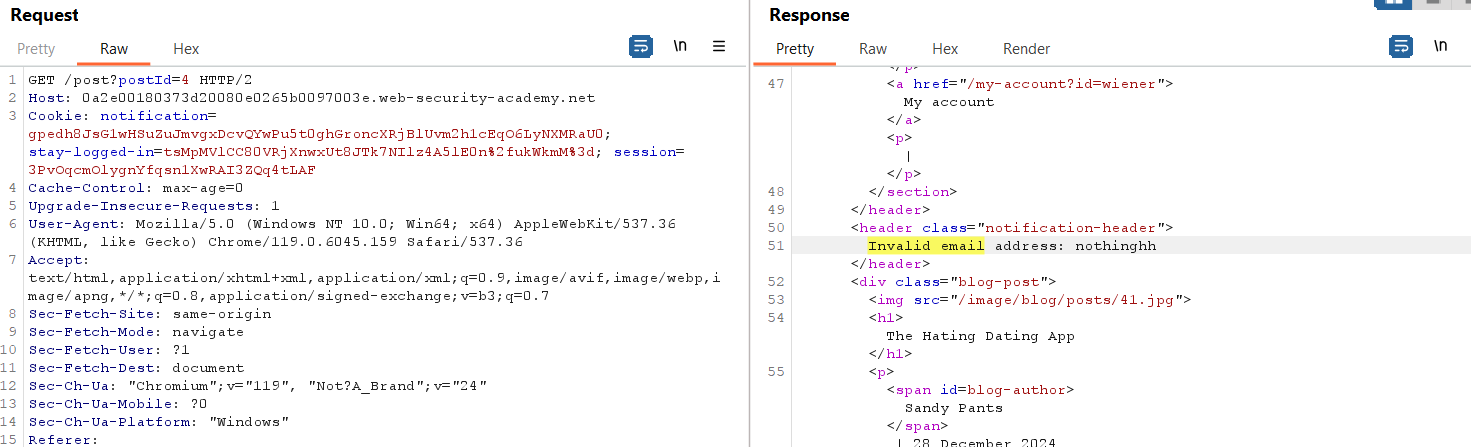 Request
Pretty Raw Hex \n
1 GET /post?postId=4 HTTP/2
2 Host: 0a2e00180373d20080e0265b0097003e.web-security-academy.net
3 Cookie: notification=
gpedh8JsGlwHSuZuJmvgxDcvQYwPu5t0ghGroncXRjBlUvm2h1cEqO6LyNXMRaU0;
stay-logged-in=tsMpMVlCC80VRjXnwxUt8JTk7NIlz4A5lE0n%2fukWkmM%3d; session=
3PvOqcmOlygnYfqsn1XwRAI3ZQq4tLAF
4 Cache-Control: max-age=0
5 Upgrade-Insecure-Requests: 1
6 User-Agent: Mozilla/5.0 (Windows NT 10.0; Win64; x64) AppleWebKit/537.36
(KHTML, like Gecko) Chrome/119.0.6045.159 Safari/537.36
7 Accept:
text/html,application/xhtml+xml,application/xml;q=0.9,image/avif,image/webp,i
mage/apng,*/*;q=0.8,application/signed-exchange;v=b3;q=0.7
8 Sec-Fetch-Site: same-origin
9 Sec-Fetch-Mode: navigate
10 Sec-Fetch-User: ?1
11 Sec-Fetch-Dest: document
12 Sec-Ch-Ua: "Chromium";v="119", "Not?A_Brand";v="24"
13 Sec-Ch-Ua-Mobile: ?0
14 Sec-Ch-Ua-Platform: "Windows"
15 Referer:
Response
Pretty Raw Hex Render \n
</p>
47 <a href="/my-account?id=wiener">
My account
</a>
<p>
|
</p>
48 </section>
49 </header>
50 <header class="notification-header">
51 Invalid email address: nothinghh
</header>
52 <div class="blog-post">
53 <img src="/image/blog/posts/41.jpg">
54 <h1>
The Hating Dating App
</h1>
55 <p>
<span id=blog-author>
Sandy Pants
</span>
| 28 December 2024